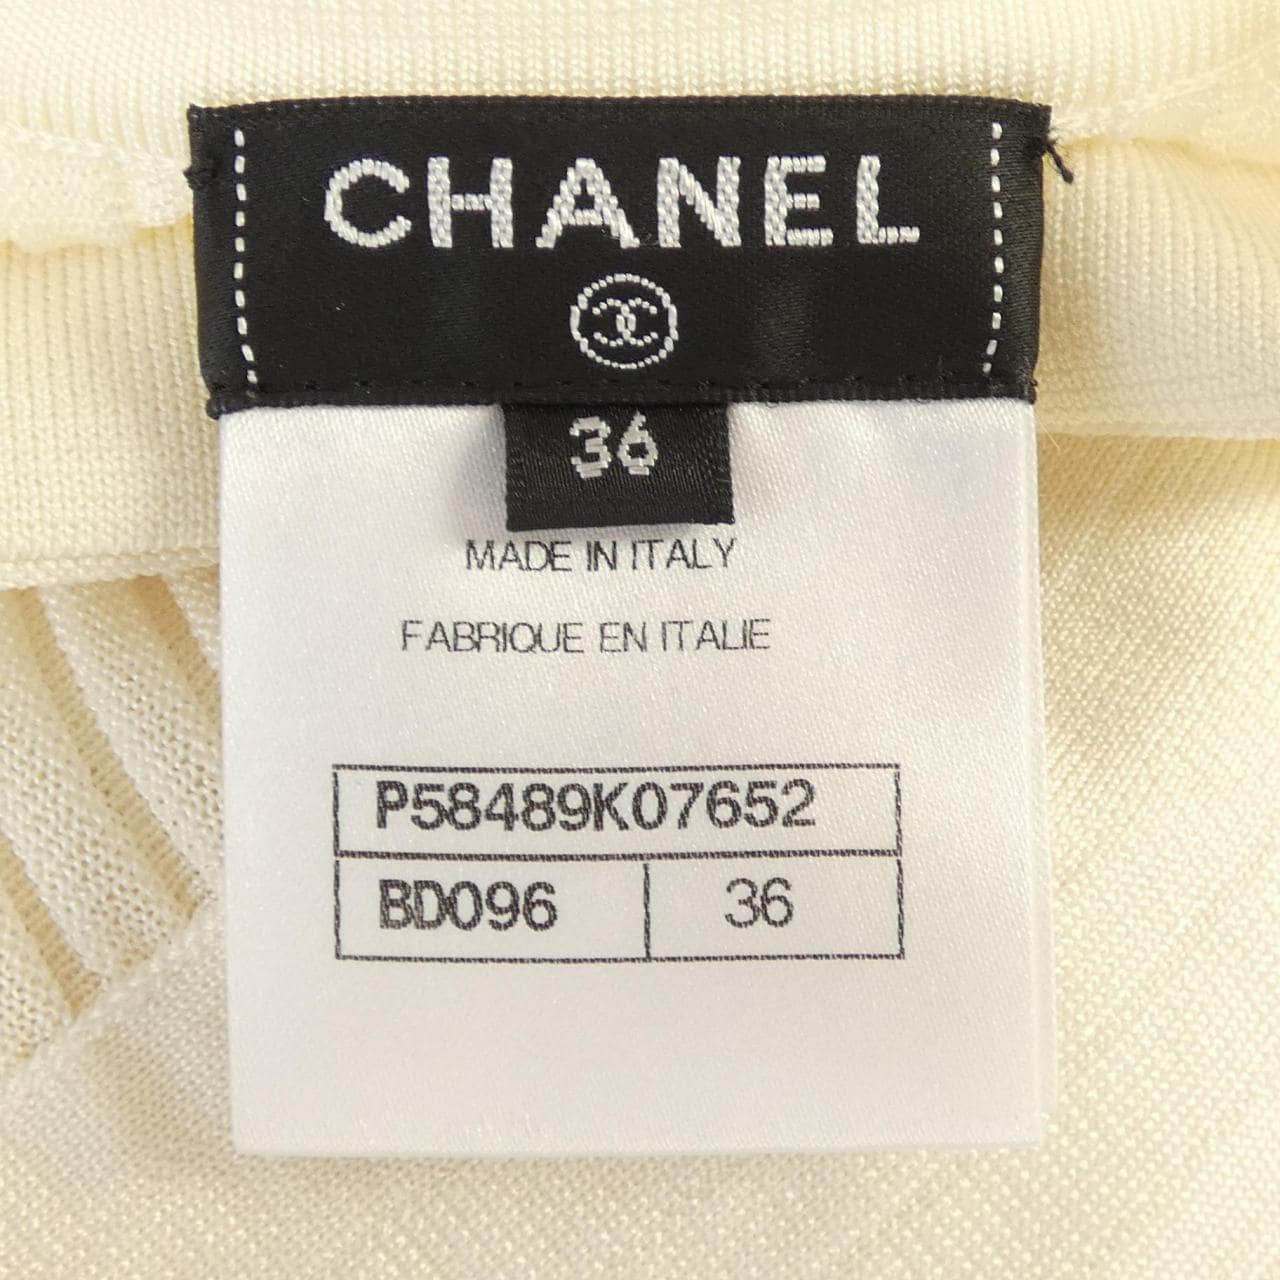 CHANEL
36
MADE IN ITALY
FABRIQUE EN ITALIE
P58489K07652
BD096 36